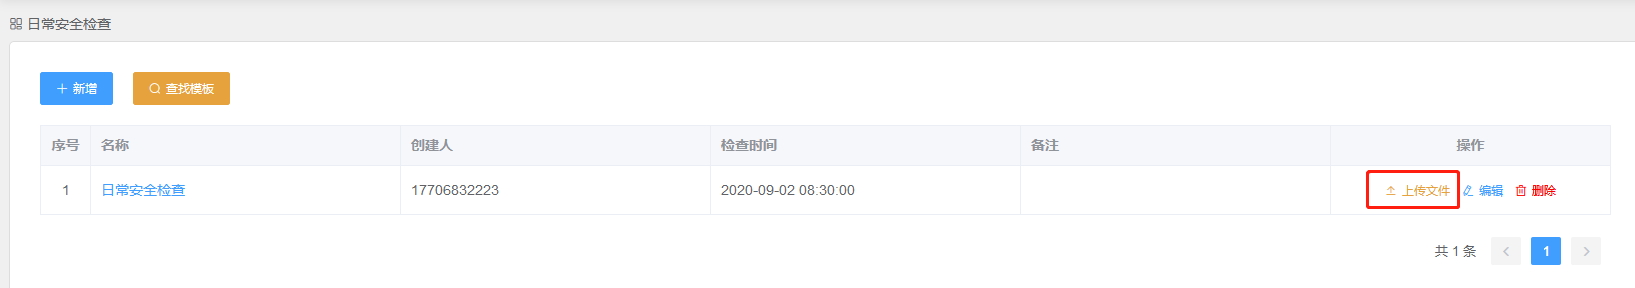 日常安全检查
新增 查找模板
序号 名称 创建人 检查时间 备注 操作
1 日常安全检查 17706832223 2020-09-02 08:30:00 上传文件 编辑 删除
共 1 条 1